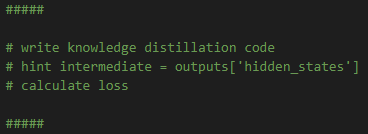 #####
# write knowledge distillation code
# hint intermediate = outputs['hidden_states']
# calculate loss
#####